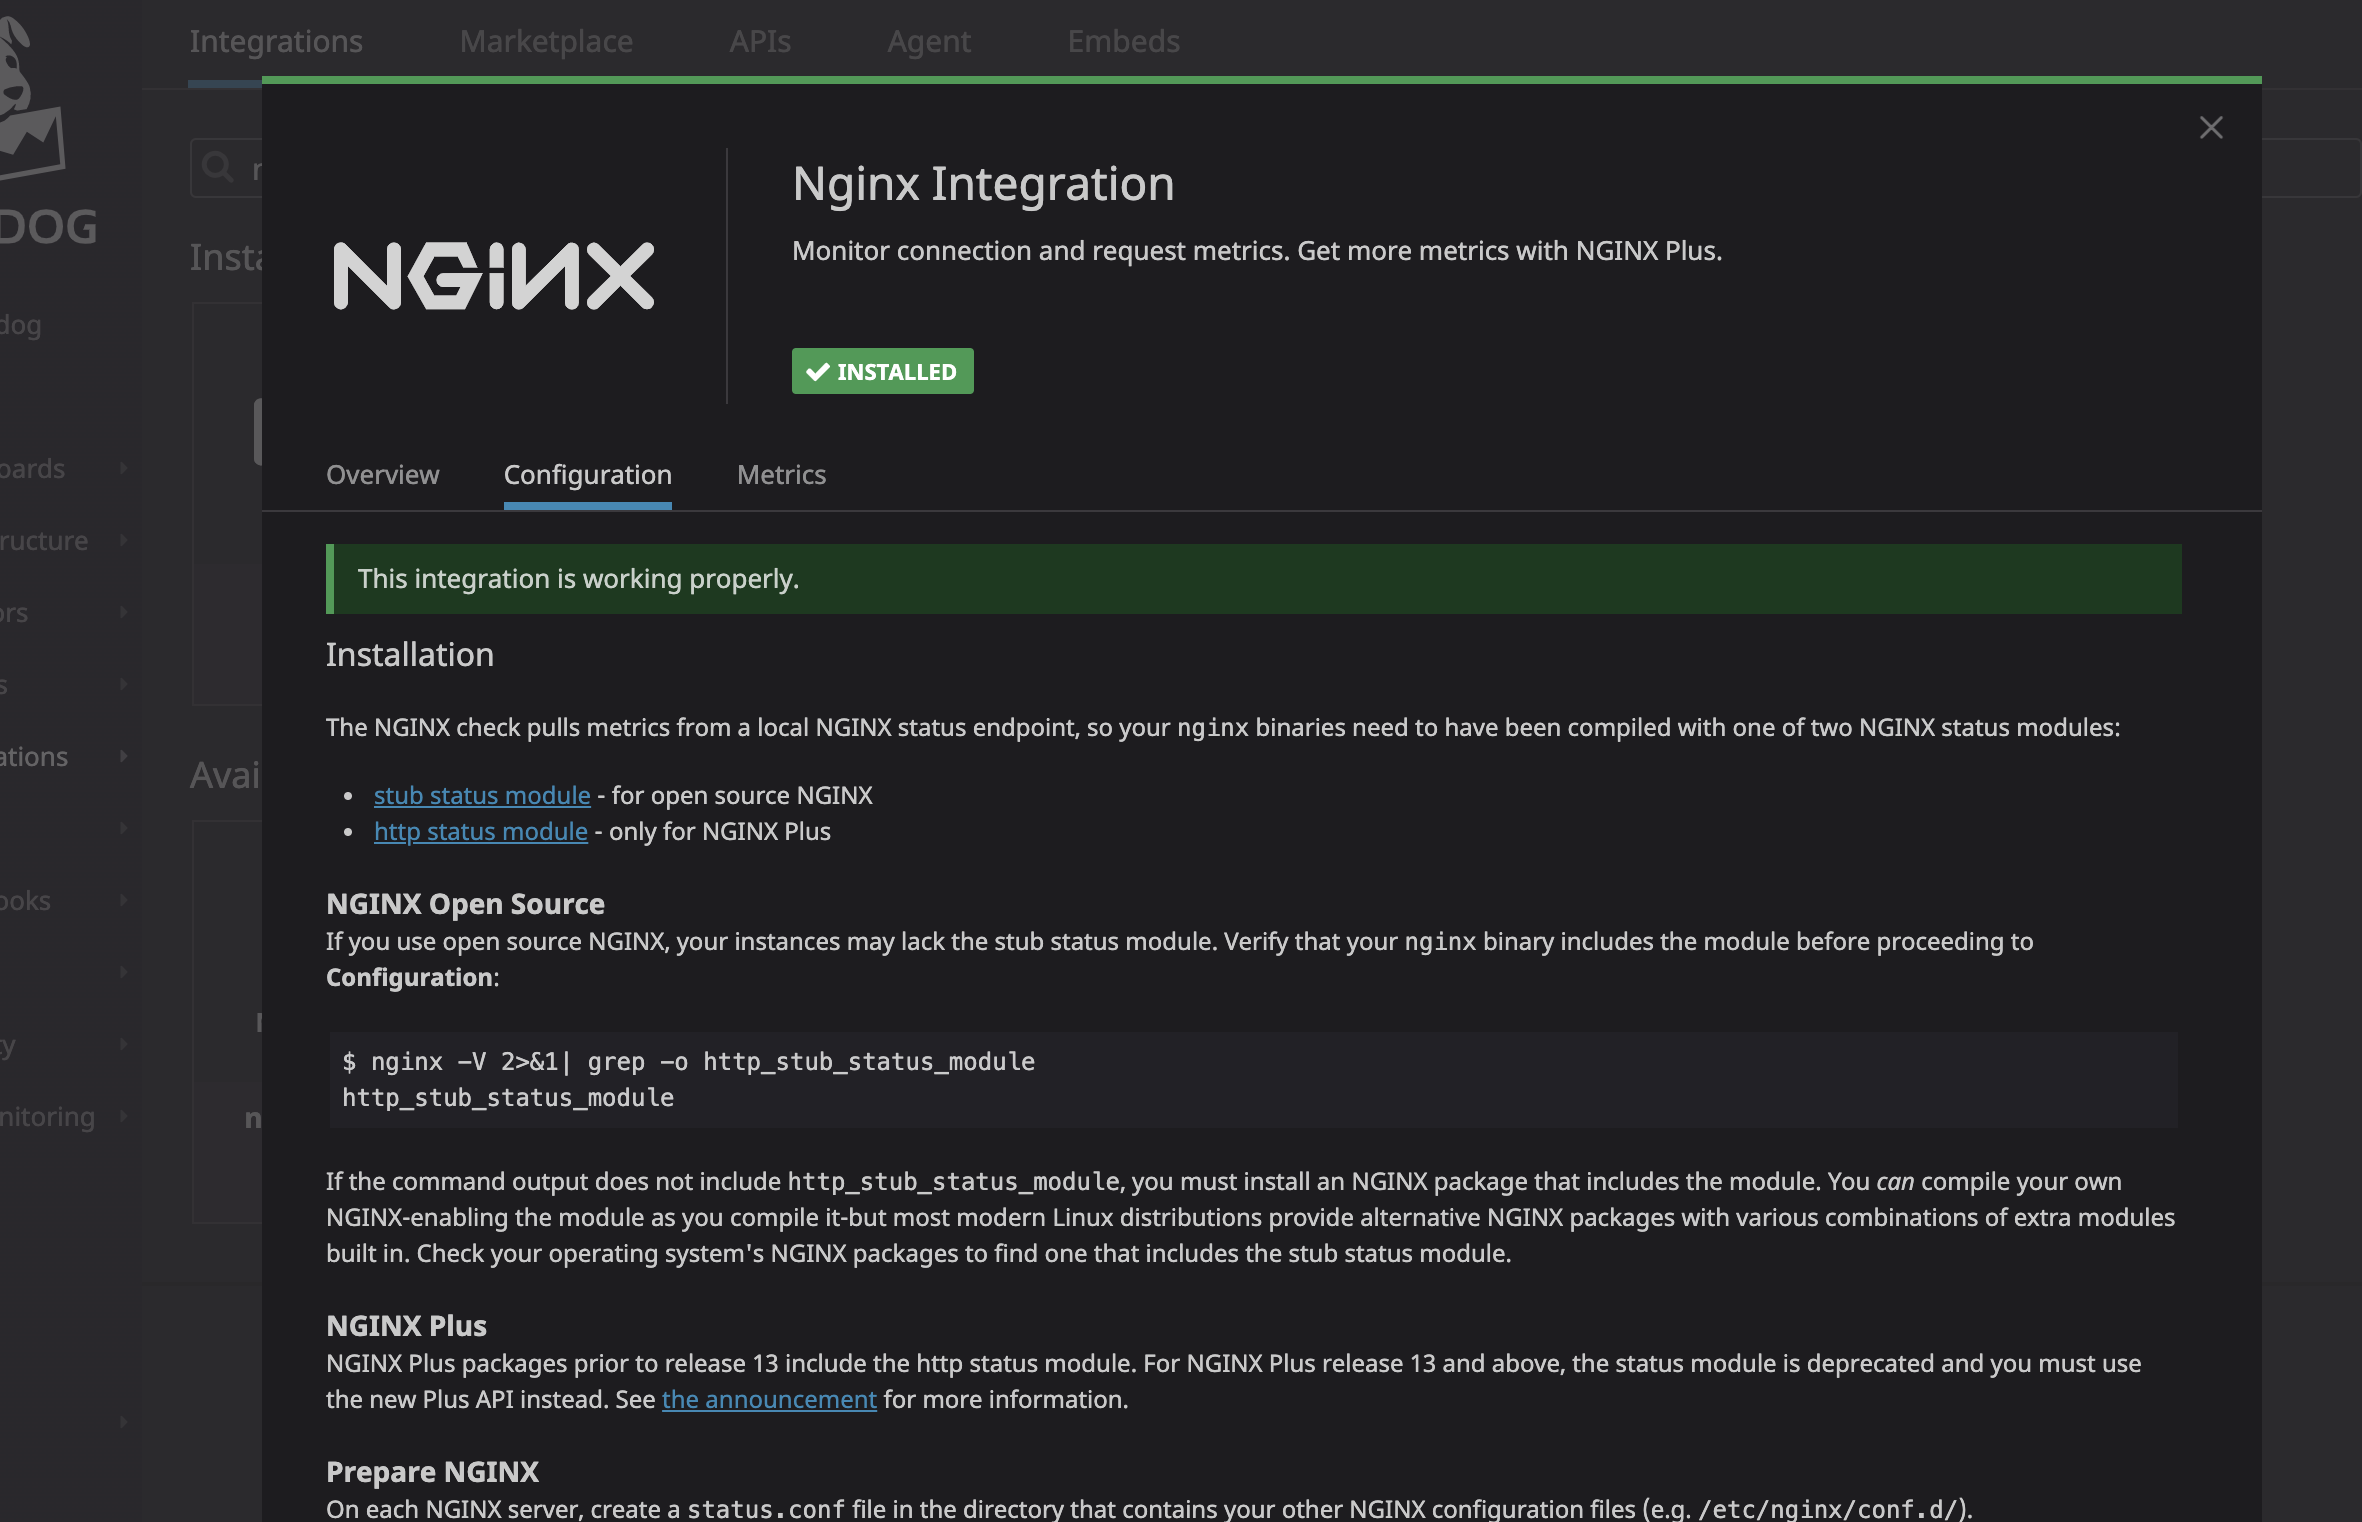 Integrations Marketplace APIs Agent Embeds
DOG
Nginx Integration
Monitor connection and request metrics. Get more metrics with NGINX Plus.
NGINX
INSTALLED
Overview Configuration Metrics
This integration is working properly.
Installation
The NGINX check pulls metrics from a local NGINX status endpoint, so your nginx binaries need to have been compiled with one of two NGINX status modules:
• stub status module - for open source NGINX
• http status module - only for NGINX Plus
NGINX Open Source
If you use open source NGINX, your instances may lack the stub status module. Verify that your nginx binary includes the module before proceeding to
Configuration:
$ nginx -V 2>&1| grep -o http_stub_status_module
http_stub_status_module
If the command output does not include http_stub_status_module, you must install an NGINX package that includes the module. You can compile your own
NGINX-enabling the module as you compile it-but most modern Linux distributions provide alternative NGINX packages with various combinations of extra modules
built in. Check your operating system's NGINX packages to find one that includes the stub status module.
NGINX Plus
NGINX Plus packages prior to release 13 include the http status module. For NGINX Plus release 13 and above, the status module is deprecated and you must use
the new Plus API instead. See the announcement for more information.
Prepare NGINX
On each NGINX server, create a status.conf file in the directory that contains your other NGINX configuration files (e.g. /etc/nginx/conf.d/).
dog
oards
ructure
ors
s
ations
ooks
ty
nitoring
Insta
Avai